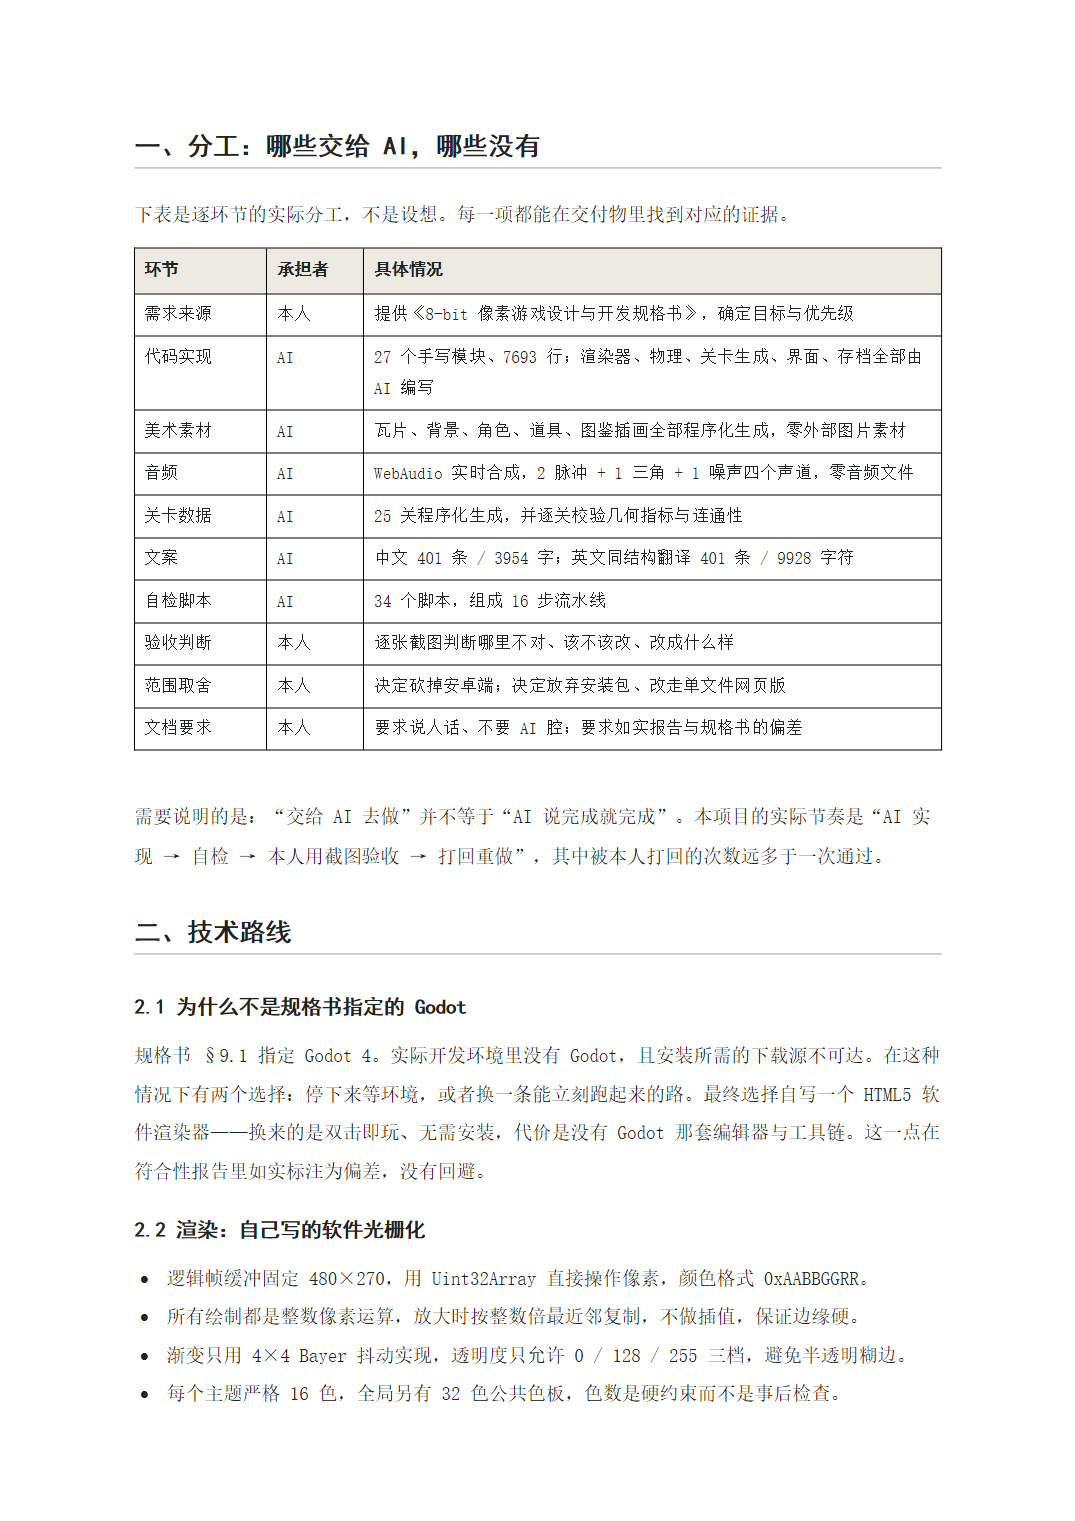 一、分工：哪些交给 AI，哪些没有
下表是逐环节的实际分工，不是设想。每一项都能在交付物里找到对应的证据。
环节 承担者 具体情况
需求来源 本人 提供《8-bit 像素游戏设计与开发规格书》，确定目标与优先级
代码实现 AI 27 个手写模块、7693 行；渲染器、物理、关卡生成、界面、存档全部由
AI 编写
美术素材 AI 瓦片、背景、角色、道具、图鉴插画全部程序化生成，零外部图片素材
音频 AI WebAudio 实时合成，2 脉冲 + 1 三角 + 1 噪声四个声道，零音频文件
关卡数据 AI 25 关程序化生成，并逐关校验几何指标与连通性
文案 AI 中文 401 条 / 3954 字；英文同结构翻译 401 条 / 9928 字符
自检脚本 AI 34 个脚本，组成 16 步流水线
验收判断 本人 逐张截图判断哪里不对、该不该改、改成什么样
范围取舍 本人 决定砍掉安卓端；决定放弃安装包、改走单文件网页版
文档要求 本人 要求说人话、不要 AI 腔；要求如实报告与规格书的偏差
需要说明的是：“交给 AI 去做”并不等于“AI 说完成就完成”。本项目的实际节奏是“AI 实
现 → 自检 → 本人用截图验收 → 打回重做”，其中被本人打回的次数远多于一次通过。
二、技术路线
2.1 为什么不是规格书指定的 Godot
规格书 §9.1 指定 Godot 4。实际开发环境里没有 Godot，且安装所需的下载源不可达。在这种
情况下有两个选择：停下来等环境，或者换一条能立刻跑起来的路。最终选择自写一个 HTML5 软
件渲染器——换来的是双击即玩、无需安装，代价是没有 Godot 那套编辑器与工具链。这一点在
符合性报告里如实标注为偏差，没有回避。
2.2 渲染：自己写的软件光栅化
• 逻辑帧缓冲固定 480×270，用 Uint32Array 直接操作像素，颜色格式 0xAABBGGRR。
• 所有绘制都是整数像素运算，放大时按整数倍最近邻复制，不做插值，保证边缘硬。
• 渐变只用 4×4 Bayer 抖动实现，透明度只允许 0 / 128 / 255 三档，避免半透明糊边。
• 每个主题严格 16 色，全局另有 32 色公共色板，色数是硬约束而不是事后检查。